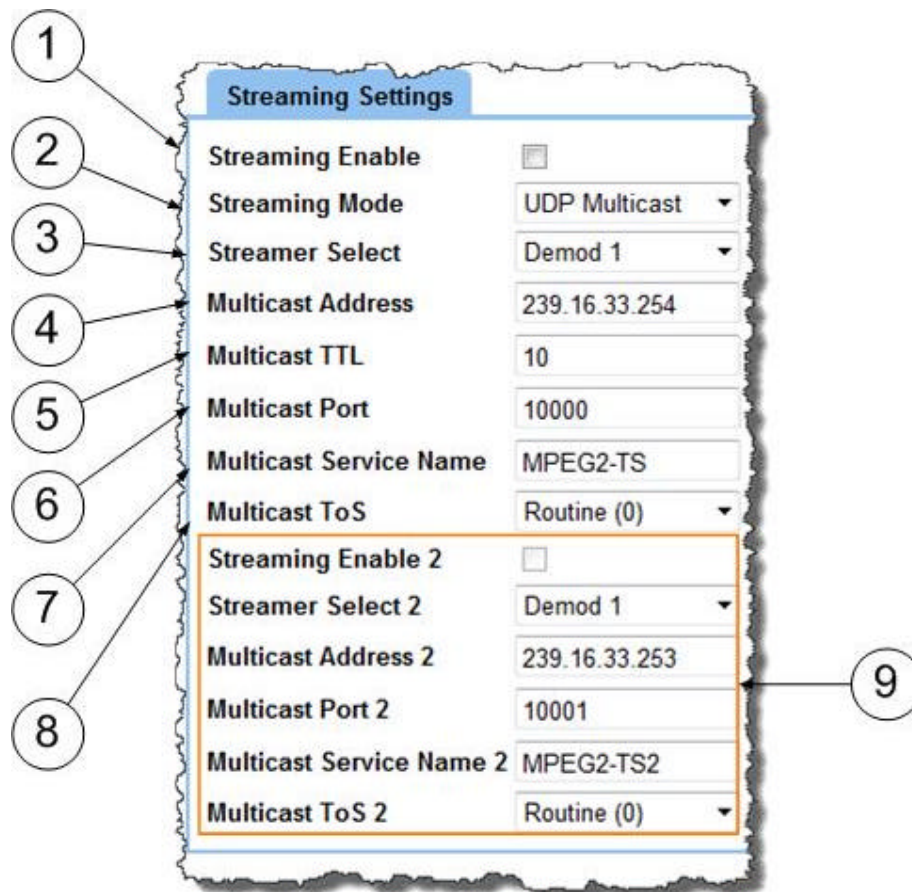 1
2
3
4
5
6
7
8
9
Streaming Settings
Streaming Enable
Streaming Mode UDP Multicast
Streamer Select Demod 1
Multicast Address 239.16.33.254
Multicast TTL 10
Multicast Port 10000
Multicast Service Name MPEG2-TS
Multicast ToS Routine (0)
Streaming Enable 2
Streamer Select 2 Demod 1
Multicast Address 2 239.16.33.253
Multicast Port 2 10001
Multicast Service Name 2 MPEG2-TS2
Multicast ToS 2 Routine (0)